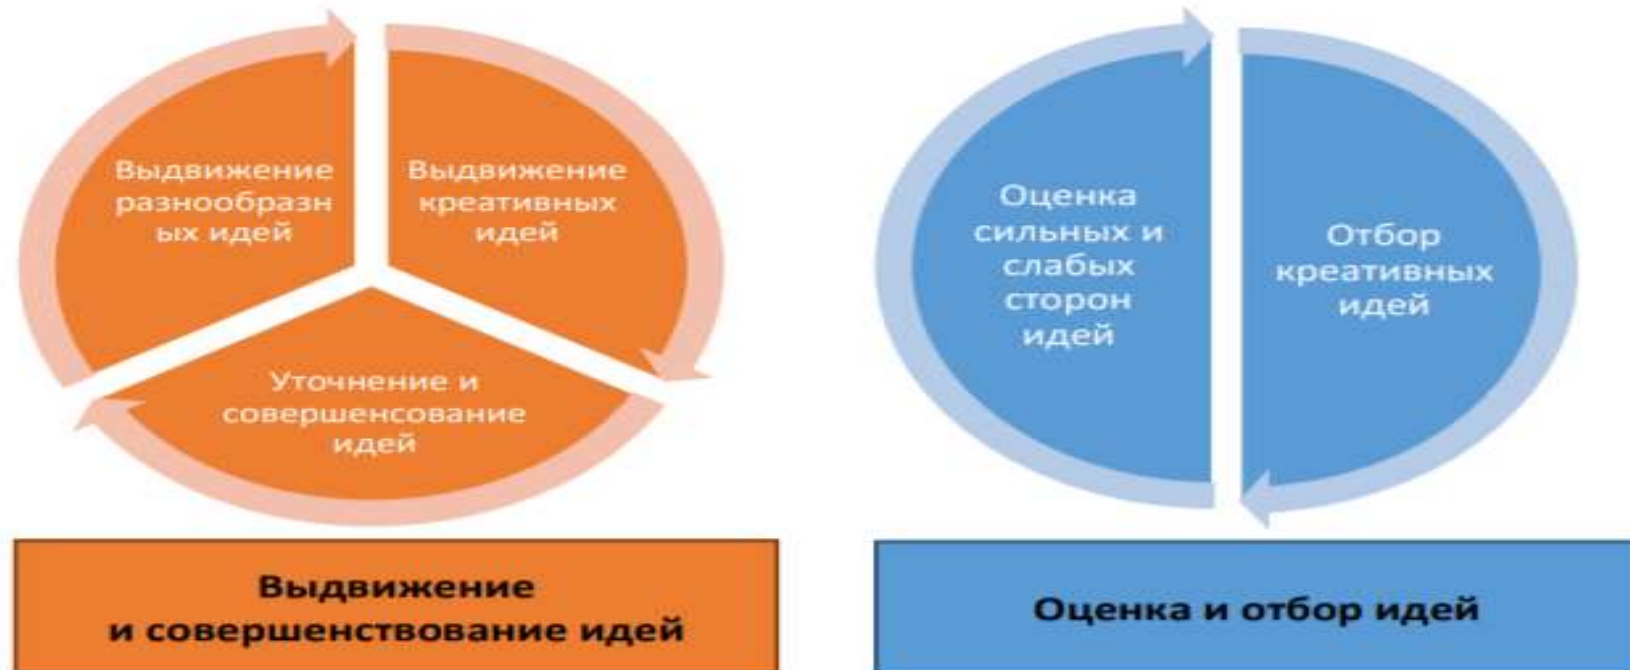 Выдвижение
разнообразн
ых идей
Выдвижение
креативных
идей
Уточнение и
совершенсование
идей
Выдвижение
и совершенствование идей
Оценка
сильных и
слабых
сторон
идей
Отбор
креативных
идей
Оценка и отбор идей